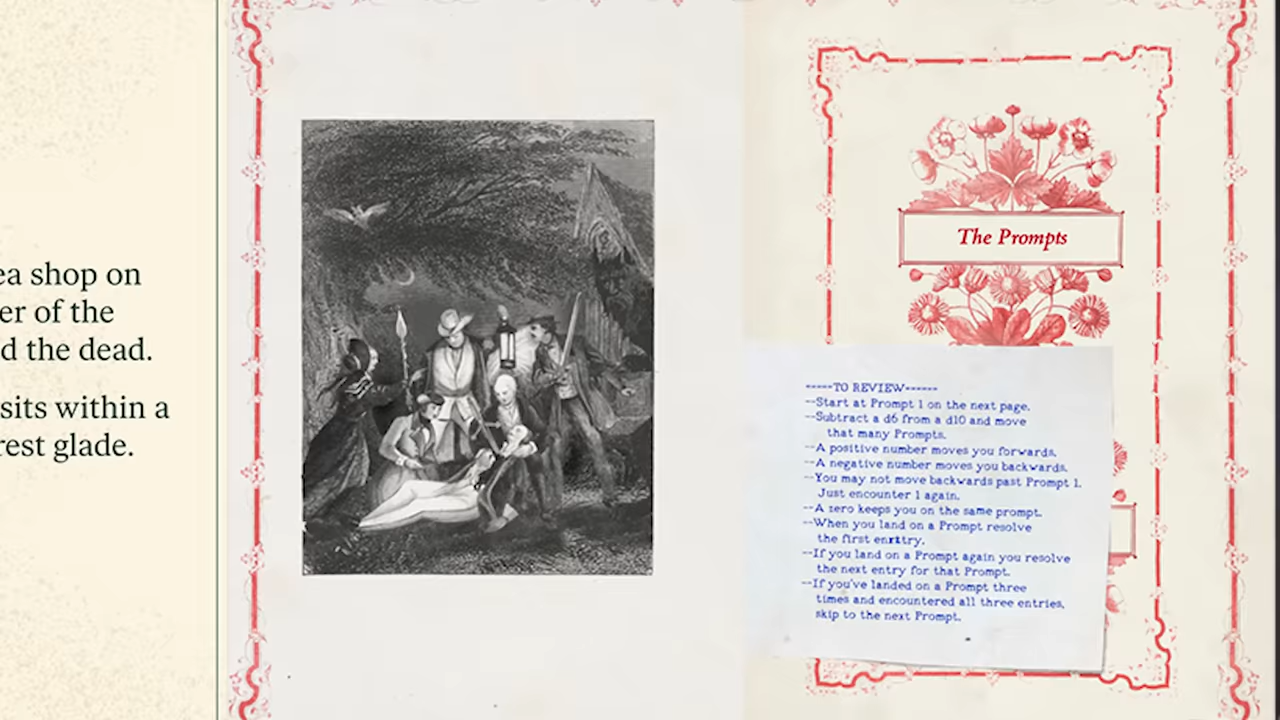 ea shop on
er of the
d the dead.
sits within a
rest glade.
The Prompts
-----TO REVIEW------
--Start at Prompt 1 on the next page.
--Subtract a d6 from a d10 and move
that many Prompts.
--A positive number moves you forwards.
--A negative number moves you backwards.
--You may not move backwards past Prompt 1.
Just encounter 1 again.
--A zero keeps you on the same prompt.
--When you land on a Prompt resolve
the first entry.
--If you land on a Prompt again you resolve
the next entry for that Prompt.
--If you've landed on a Prompt three
times and encountered all three entries,
skip to the next Prompt.